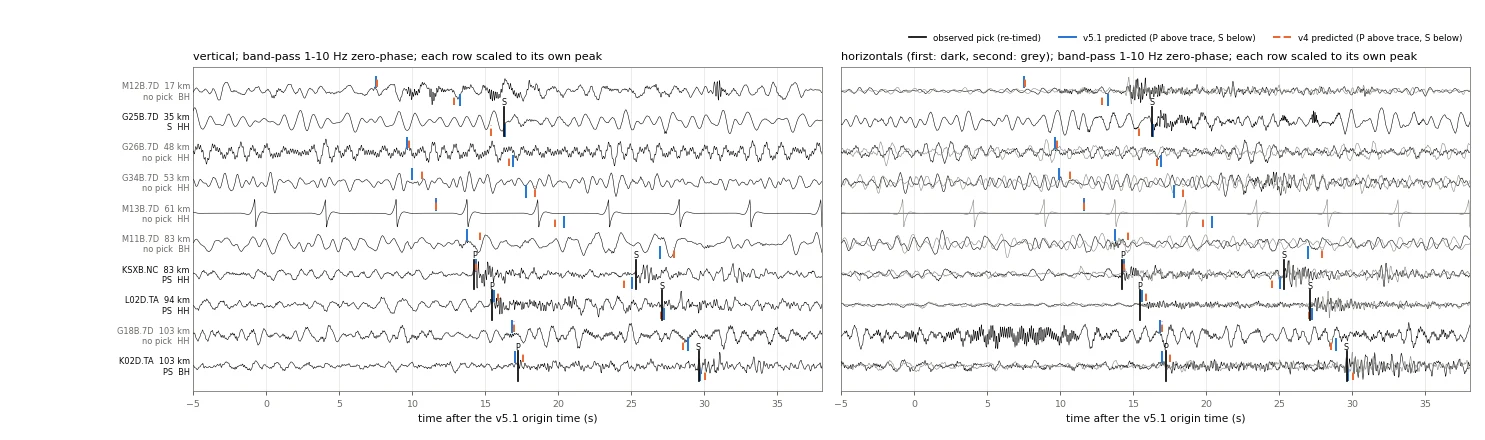 observed pick (re-timed) v5.1 predicted (P above trace, S below) v4 predicted (P above trace, S below)
vertical; band-pass 1-10 Hz zero-phase; each row scaled to its own peak
horizontals (first: dark, second: grey); band-pass 1-10 Hz zero-phase; each row scaled to its own peak
M12B.7D 17 km
no pick BH
G25B.7D 35 km
S HH
G26B.7D 48 km
no pick HH
G34B.7D 53 km
no pick HH
M13B.7D 61 km
no pick HH
M11B.7D 83 km
no pick BH
KSXB.NC 83 km
PS HH
L02D.TA 94 km
PS HH
G18B.7D 103 km
no pick HH
K02D.TA 103 km
PS BH
S
P
S
P
S
P
S
−5 0 5 10 15 20 25 30 35
time after the v5.1 origin time (s)
S
P
S
P
S
P
S
−5 0 5 10 15 20 25 30 35
time after the v5.1 origin time (s)